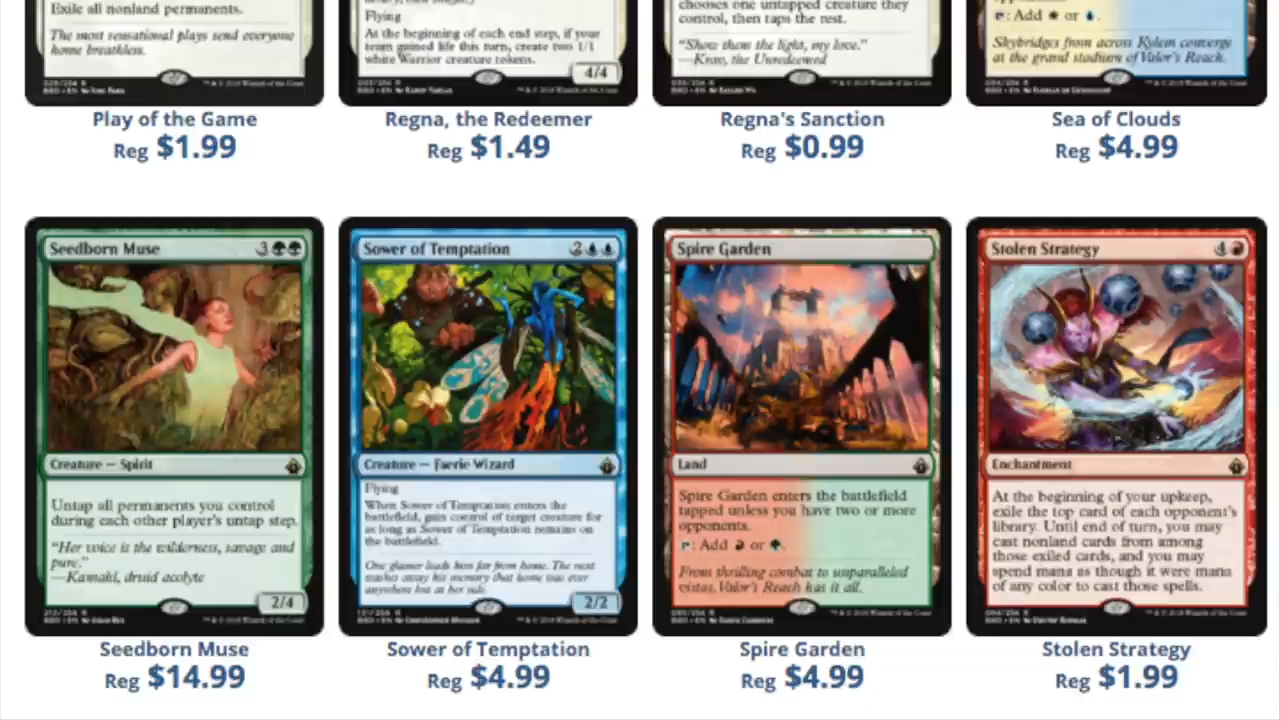 Exile all nonland permanents.
The most sensational plays send everyone
home breathless.
Flying
At the beginning of each end step, if your
team gained life this turn, create two 1/1
white Warrior creature tokens.
4/4
chooses one untapped creature they
control, then taps the rest.
"Show them the light, my love."
—Krav, the Unredeemed
: Add or .
Skybridges from across Kylem converge
at the grand stadium of Valor's Reach.
Play of the Game
Reg $1.99
Regna, the Redeemer
Reg $1.49
Regna's Sanction
Reg $0.99
Sea of Clouds
Reg $4.99
Seedborn Muse 3
Creature — Spirit
Untap all permanents you control
during each other player's untap step.
"Her voice is the wilderness, savage and
pure."
—Kamahl, druid acolyte
2/4
Sower of Temptation 2
Creature — Faerie Wizard
Flying
When Sower of Temptation enters the
battlefield, gain control of target creature for
as long as Sower of Temptation remains on
the battlefield.
One glamer leads him far from home. The next
washes away his memory that home was ever
anywhere but at her side.
2/2
Spire Garden
Land
Spire Garden enters the battlefield
tapped unless you have two or more
opponents.
: Add or .
From thrilling combat to unparalleled
vistas, Valor's Reach has it all.
Stolen Strategy 4
Enchantment
At the beginning of your upkeep,
exile the top card of each opponent's
library. Until end of turn, you may
cast nonland cards from among
those exiled cards, and you may
spend mana as though it were mana
of any color to cast those spells.
Seedborn Muse
Reg $14.99
Sower of Temptation
Reg $4.99
Spire Garden
Reg $4.99
Stolen Strategy
Reg $1.99